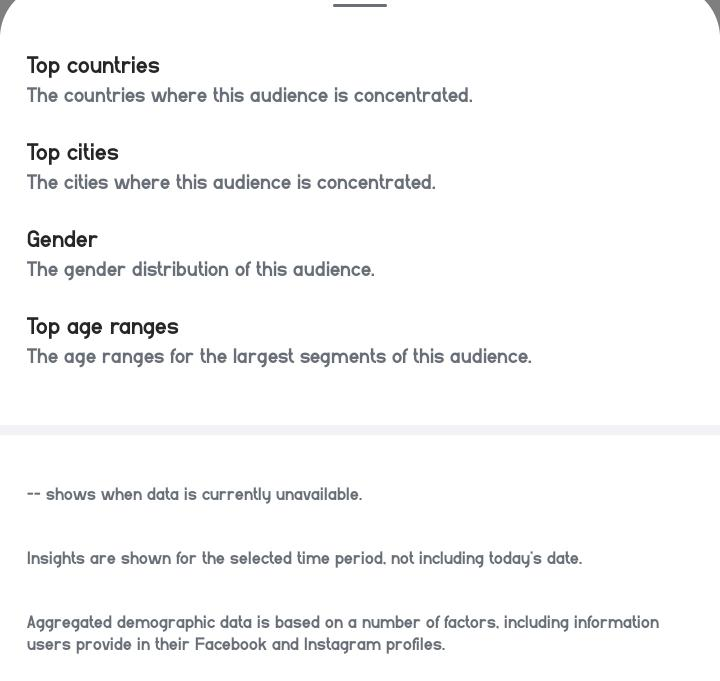 Top countries
The countries where this audience is concentrated.
Top cities
The cities where this audience is concentrated.
Gender
The gender distribution of this audience.
Top age ranges
The age ranges for the largest segments of this audience.
-- shows when data is currently unavailable.
Insights are shown for the selected time period, not including today's date.
Aggregated demographic data is based on a number of factors, including information
users provide in their Facebook and Instagram profiles.